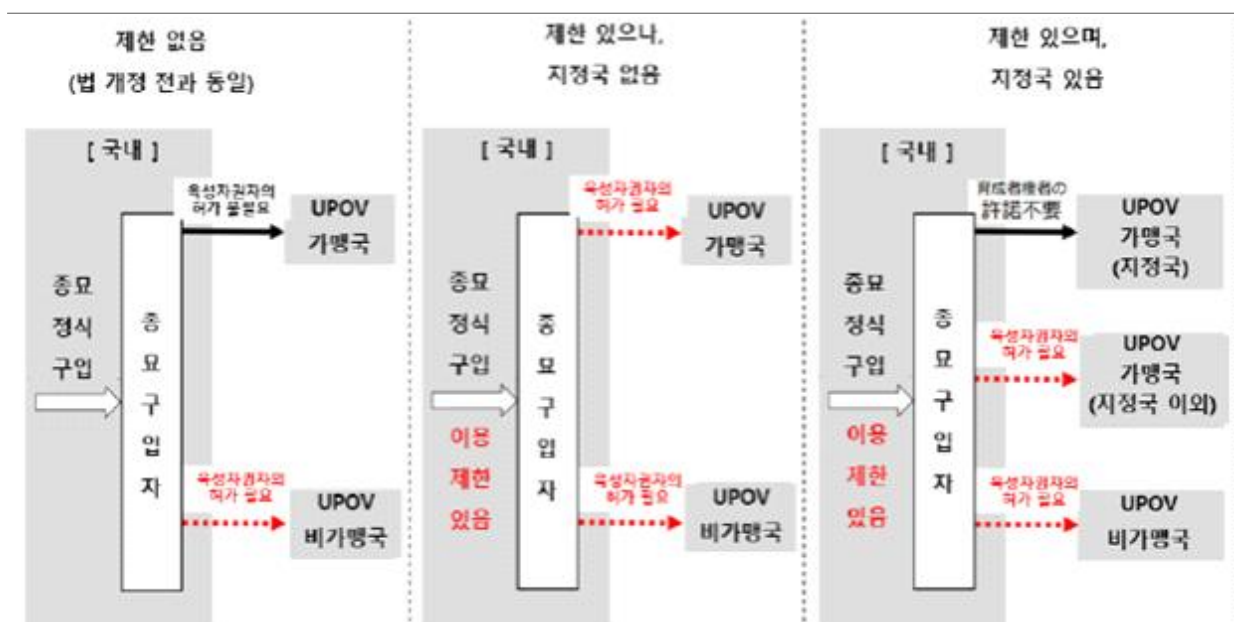 제한 없음
(법 개정 전과 동일)
[ 국내 ]
육성자권자의
허가 불필요
UPOV
가맹국
종묘
정식
구입
종
묘
구
입
자
육성자권자의
허가 필요
UPOV
비가맹국
제한 있으나,
지정국 없음
[ 국내 ]
육성자권자의
허가 필요
UPOV
가맹국
종묘
정식
구입
이용
제한
있음
종
묘
구
입
자
육성자권자의
허가 필요
UPOV
비가맹국
제한 있으며,
지정국 있음
[ 국내 ]
育成者権者の
許諾不要
UPOV
가맹국
(지정국)
종묘
정식
구입
이용
제한
있음
종
묘
구
입
자
육성자권자의
허가 필요
UPOV
가맹국
(지정국 이외)
육성자권자의
허가 필요
UPOV
비가맹국